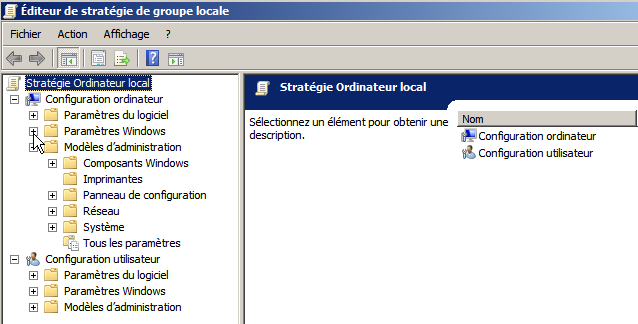 Éditeur de stratégie de groupe locale
Fichier Action Affichage ?
Stratégie Ordinateur local
Configuration ordinateur
Paramètres du logiciel
Paramètres Windows
Modèles d'administration
Composants Windows
Imprimantes
Panneau de configuration
Réseau
Système
Tous les paramètres
Configuration utilisateur
Paramètres du logiciel
Paramètres Windows
Modèles d'administration
Stratégie Ordinateur local
Sélectionnez un élément pour obtenir une
description.
Nom
Configuration ordinateur
Configuration utilisateur